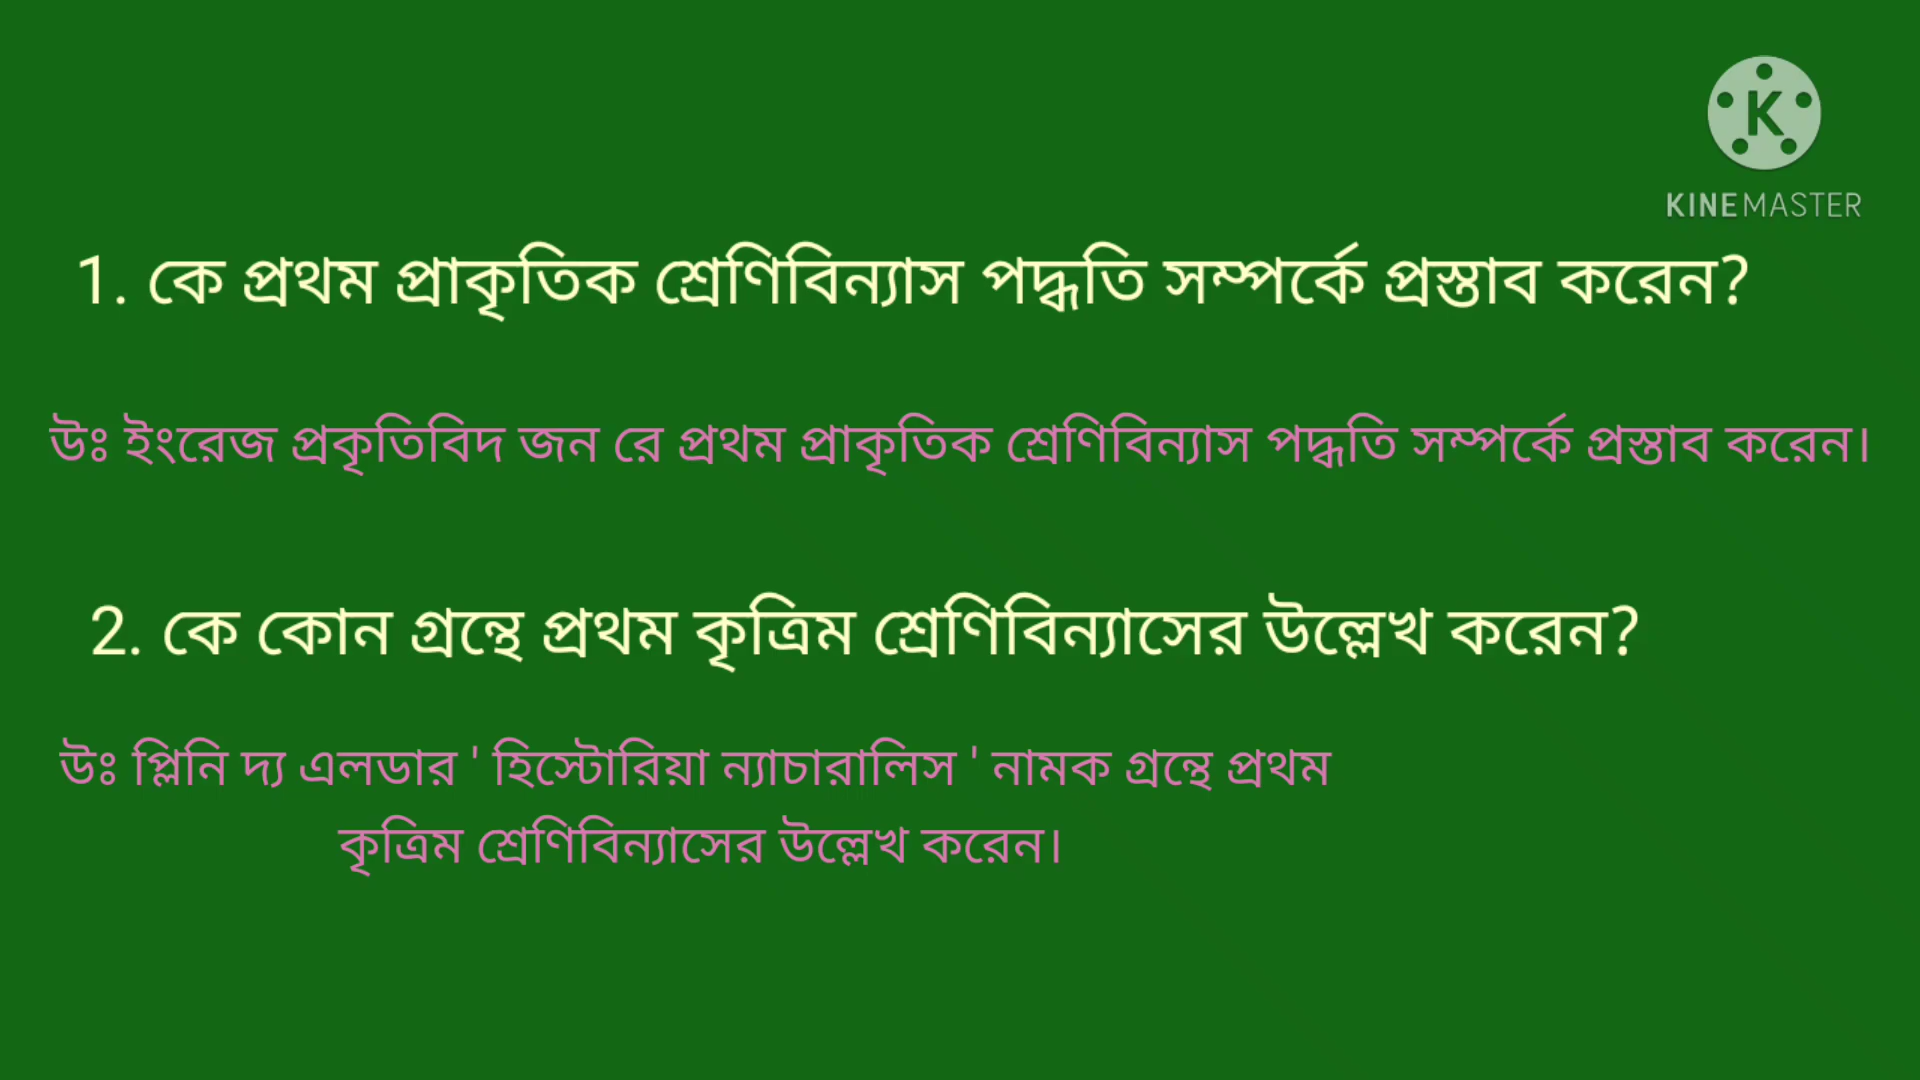 K
KINEMASTER
1. কে প্রথম প্রাকৃতিক শ্রেণিবিন্যাস পদ্ধতি সম্পর্কে প্রস্তাব করেন?
উঃ ইংরেজ প্রকৃতিবিদ জন রে প্রথম প্রাকৃতিক শ্রেণিবিন্যাস পদ্ধতি সম্পর্কে প্রস্তাব করেন।
2. কে কোন গ্রন্থে প্রথম কৃত্রিম শ্রেণিবিন্যাসের উল্লেখ করেন?
উঃ প্লিনি দ্য এলডার ' হিস্টোরিয়া ন্যাচারালিস ' নামক গ্রন্থে প্রথম
কৃত্রিম শ্রেণিবিন্যাসের উল্লেখ করেন।